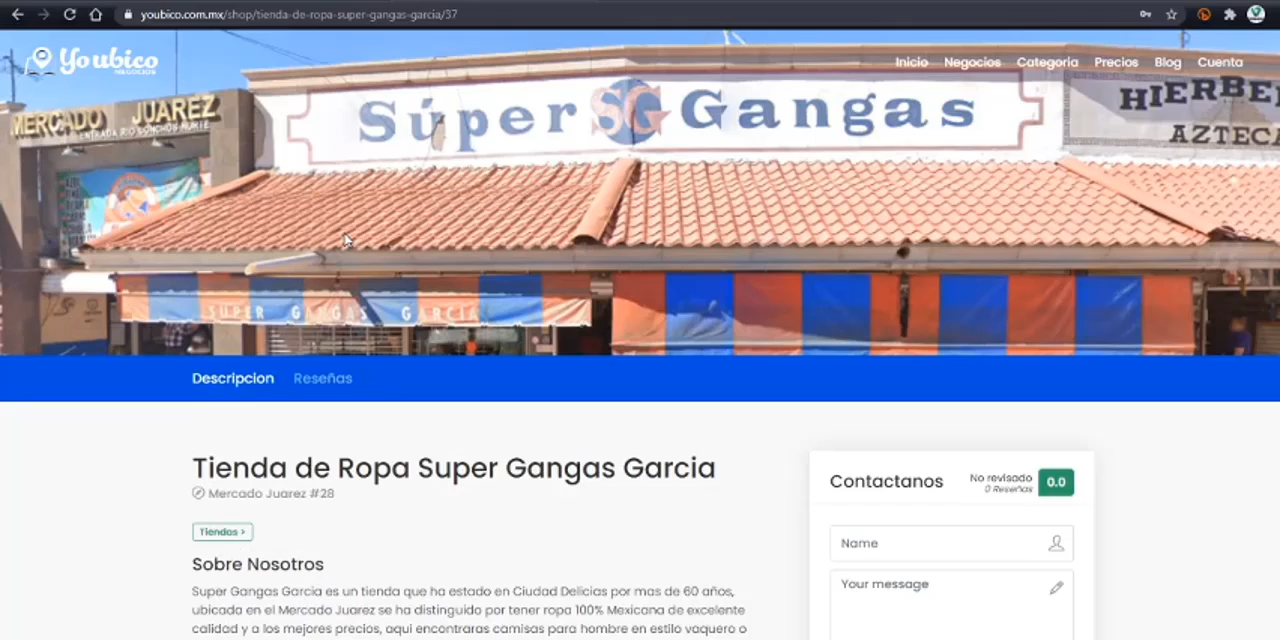 youbico.com.mx/shop/tienda-de-ropa-super-gangas-garcia/37
Youbico
NEGOCIOS
Inicio Negocios Categoria Precios Blog Cuenta
MERCADO JUAREZ
ENTRADA RIO CONCHOS NORTE
Súper SG Gangas
AZTECA
SUPER GANGAS GARCIA
Descripcion Reseñas
Tienda de Ropa Super Gangas Garcia
Mercado Juarez #28
Tiendas >
Sobre Nosotros
Super Gangas Garcia es un tienda que ha estado en Ciudad Delicias por mas de 60 años,
ubicada en el Mercado Juarez se ha distinguido por tener ropa 100% Mexicana de excelente
calidad y a los mejores precios, aqui encontraras camisas para hombre en estilo vaquero o
Contactanos
No revisado
0 Reseñas
0.0
Name
Your message